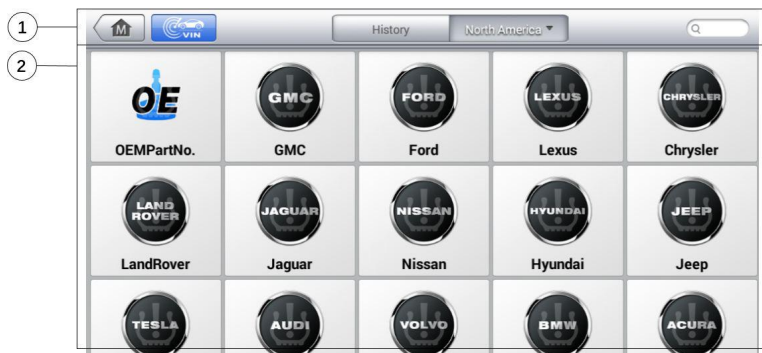 1
M
VIN
History
North America
2
OE
GMC
FORD
LEXUS
CHRYSLER
OEMPartNo.
GMC
Ford
Lexus
Chrysler
LAND
ROVER
JAGUAR
NISSAN
HYUNDAI
JEEP
LandRover
Jaguar
Nissan
Hyundai
Jeep
TESLA
AUDI
VOLVO
BMW
ACURA